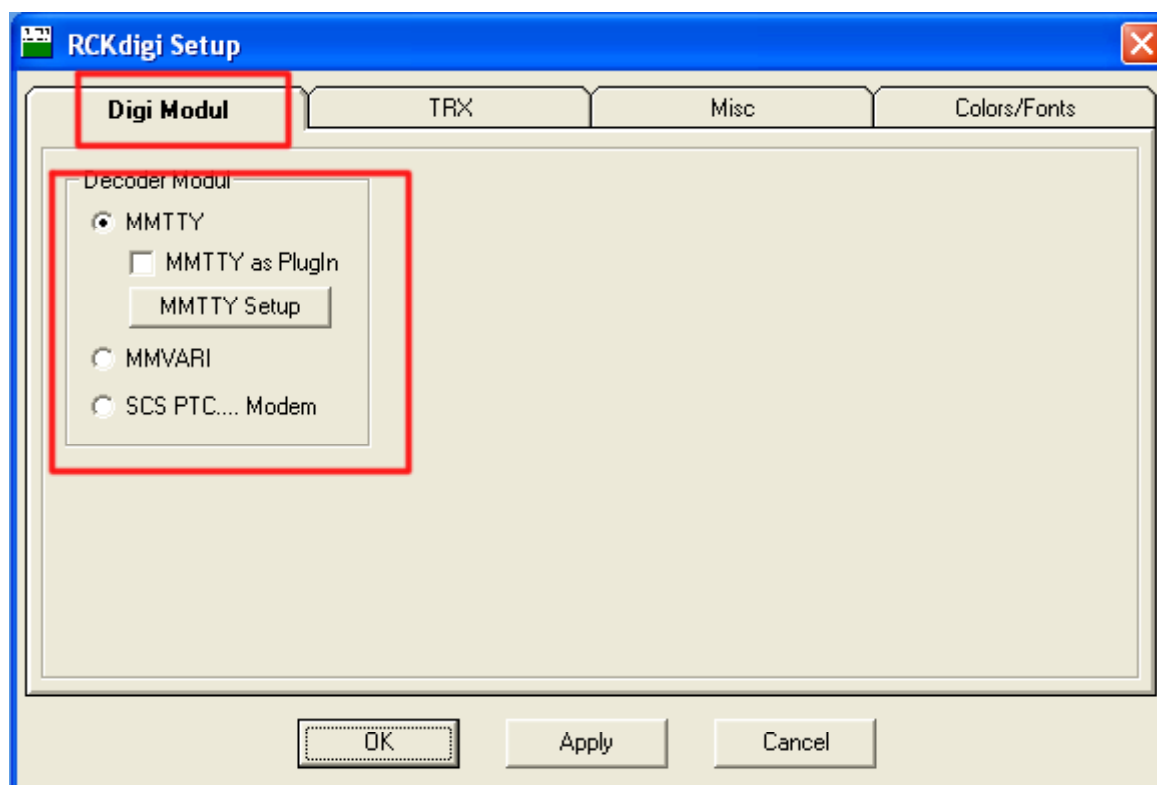 RCKdigi Setup
Digi Modul TRX Misc Colors/Fonts
Decoder Modul
MMTTY
MMTTY as PlugIn
MMTTY Setup
MMVARI
SCS PTC.... Modem
OK Apply Cancel